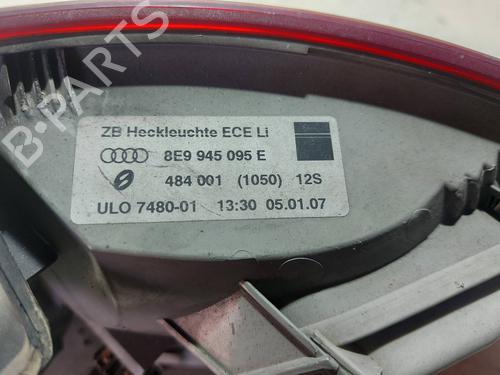 ZB Heckleuchte ECE Li
8E9 945 095 E
484 001 (1050) 12S
ULO 7480-01 13:30 05.01.07
B-Parts
B-Parts